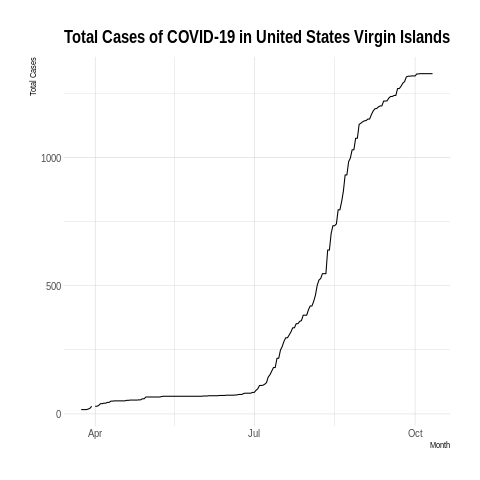 Total Cases of COVID-19 in United States Virgin Islands
Total Cases
1000
500
0
Apr Jul Oct
Month